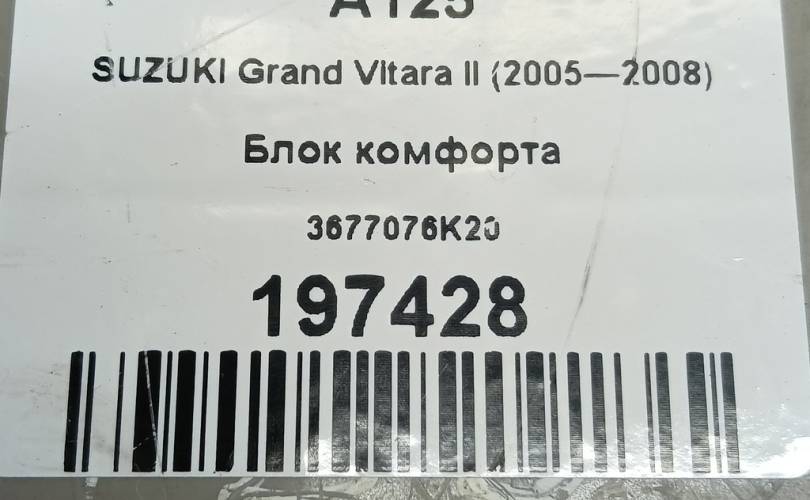 A125
SUZUKI Grand Vitara II (2005—2008)
Блок комфорта
3677076K20
197428